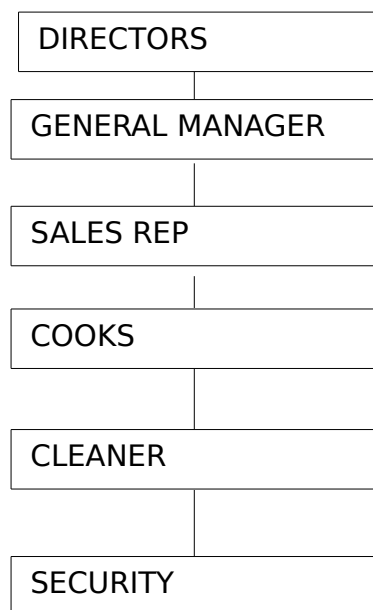 DIRECTORS
GENERAL MANAGER
SALES REP
COOKS
CLEANER
SECURITY